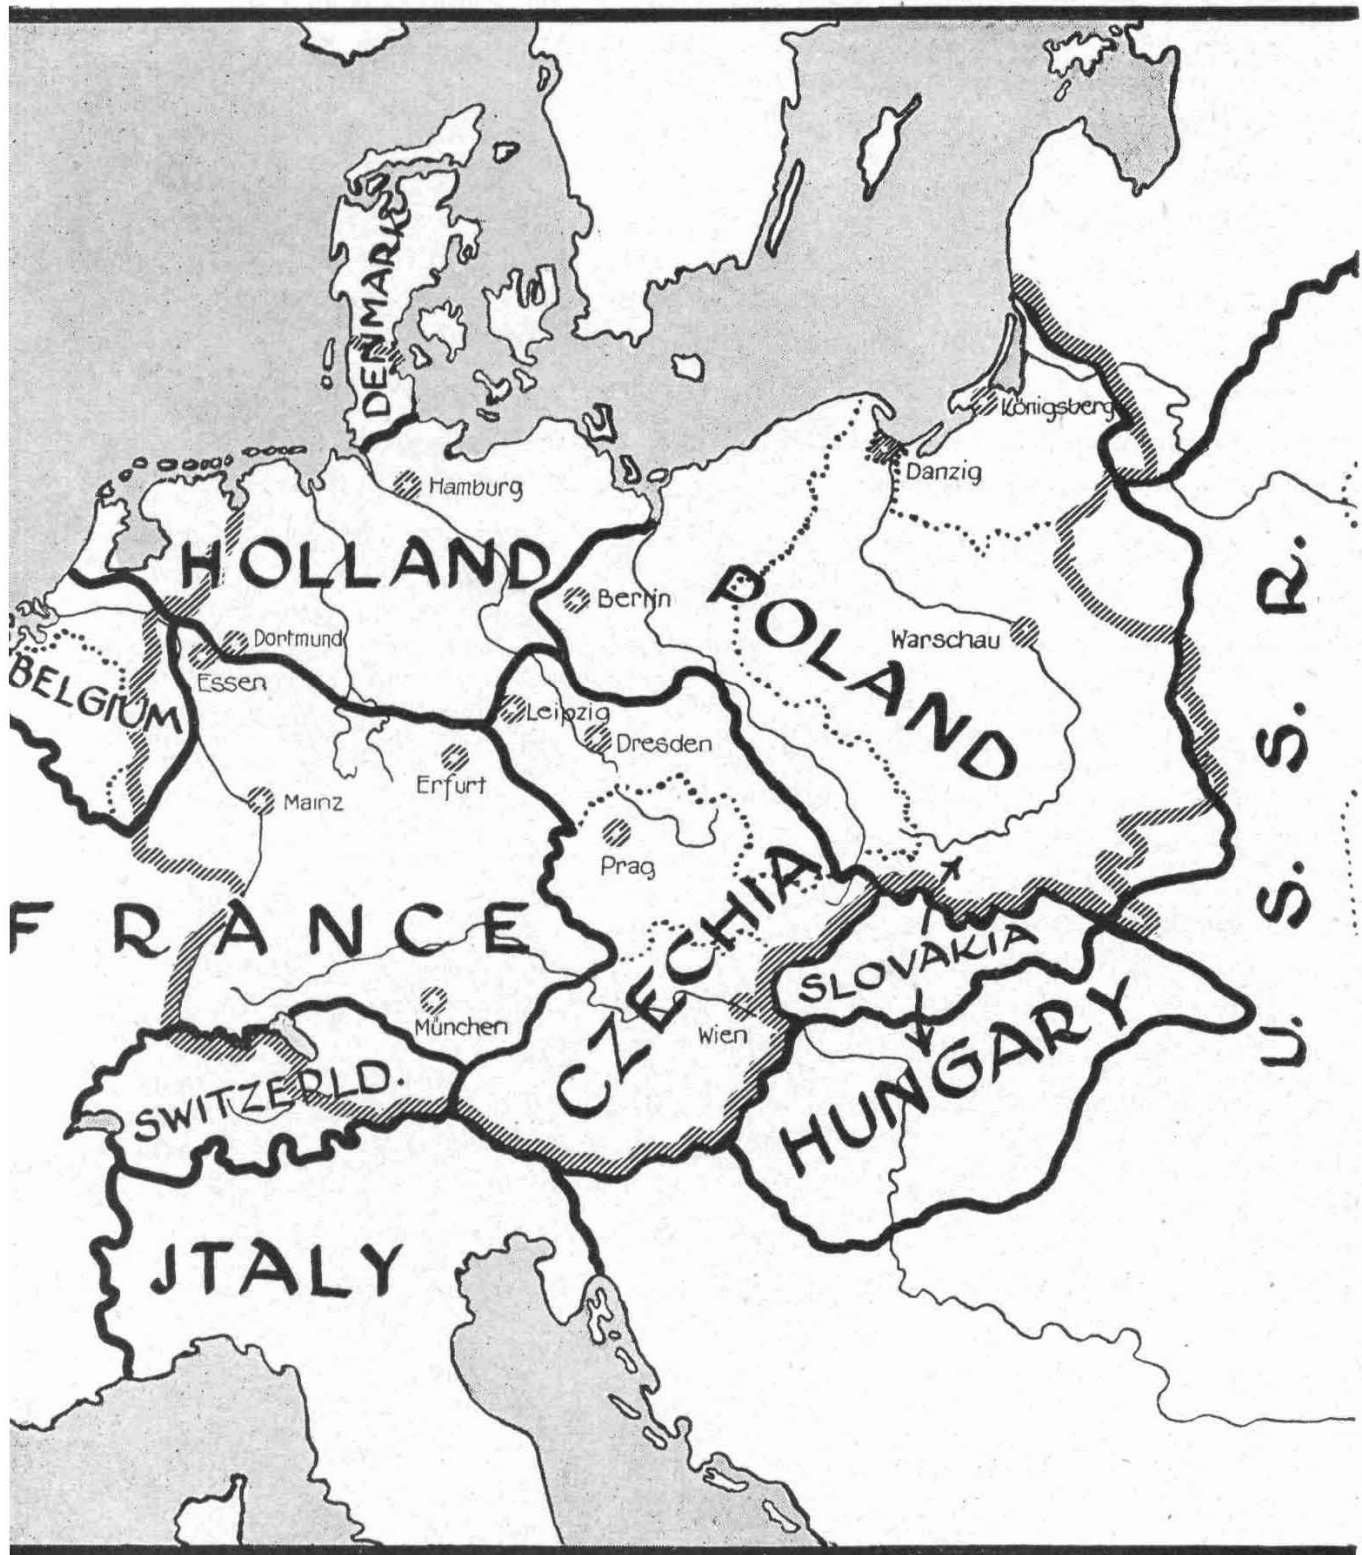 DENMARK
Königsberg
Danzig
Hamburg
HOLLAND
Berlin
POLAND
Warschau
Dortmund
Essen
BELGIUM
Leipzig
Dresden
Erfurt
Mainz
Prag
FRANCE
CZECHIA
SLOVAKIA
München
Wien
HUNGARY
SWITZERLD.
JTALY
U. S. S. R.